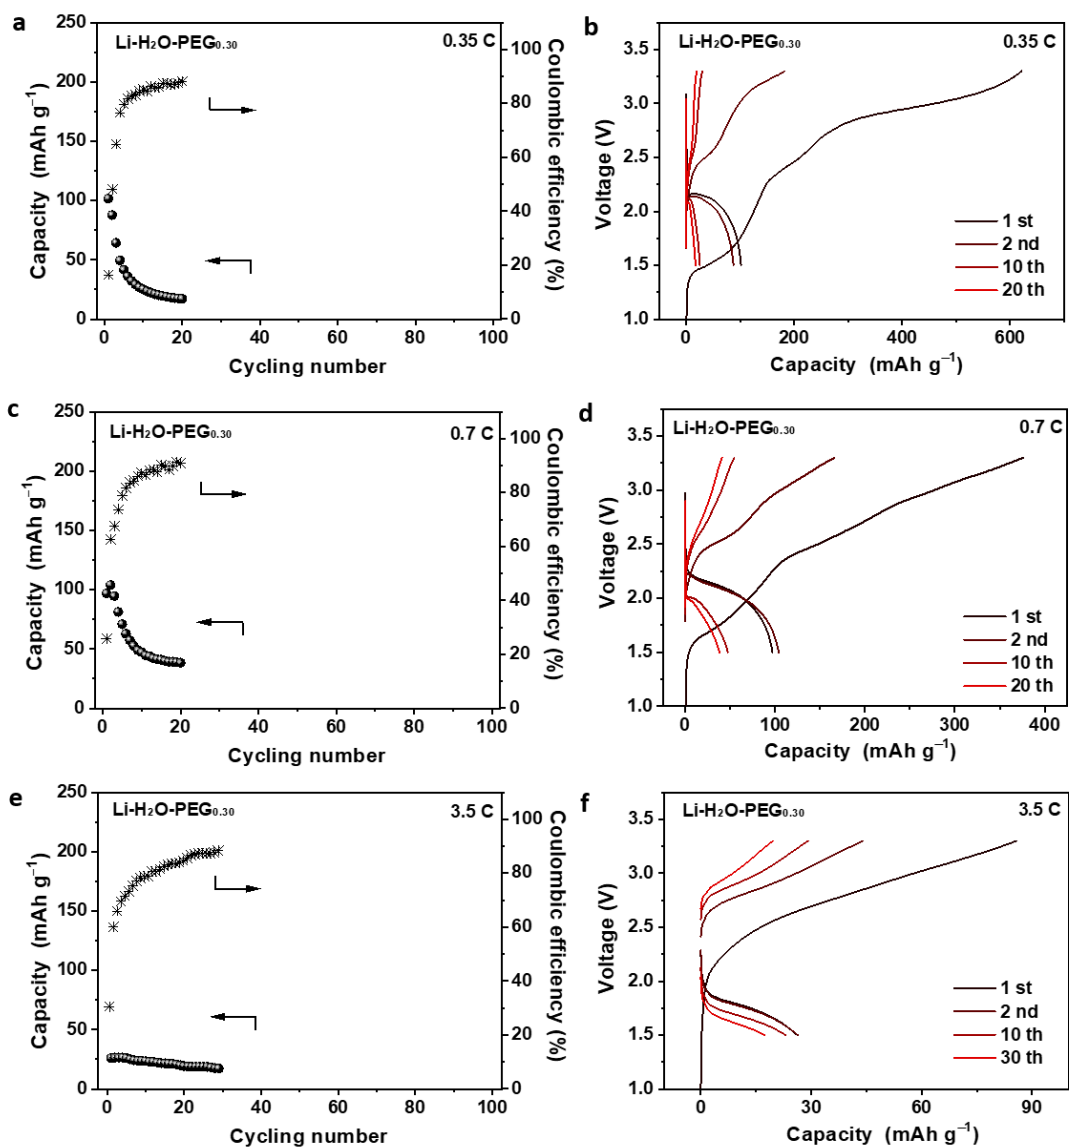 a
Li-H₂O-PEG₀.₃₀
0.35 C
Capacity (mAh g⁻¹)
250
200
150
100
50
0
Coulombic efficiency (%)
100
80
60
40
20
0
0 20 40 60 80 100
Cycling number
b
Li-H₂O-PEG₀.₃₀
0.35 C
Voltage (V)
3.5
3.0
2.5
2.0
1.5
1.0
1 st
2 nd
10 th
20 th
0 200 400 600
Capacity (mAh g⁻¹)
c
Li-H₂O-PEG₀.₃₀
0.7 C
Capacity (mAh g⁻¹)
250
200
150
100
50
0
Coulombic efficiency (%)
100
80
60
40
20
0
0 20 40 60 80 100
Cycling number
d
Li-H₂O-PEG₀.₃₀
0.7 C
Voltage (V)
3.5
3.0
2.5
2.0
1.5
1.0
1 st
2 nd
10 th
20 th
0 100 200 300 400
Capacity (mAh g⁻¹)
e
Li-H₂O-PEG₀.₃₀
3.5 C
Capacity (mAh g⁻¹)
250
200
150
100
50
0
Coulombic efficiency (%)
100
80
60
40
20
0
0 20 40 60 80 100
Cycling number
f
Li-H₂O-PEG₀.₃₀
3.5 C
Voltage (V)
3.5
3.0
2.5
2.0
1.5
1.0
1 st
2 nd
10 th
30 th
0 30 60 90
Capacity (mAh g⁻¹)